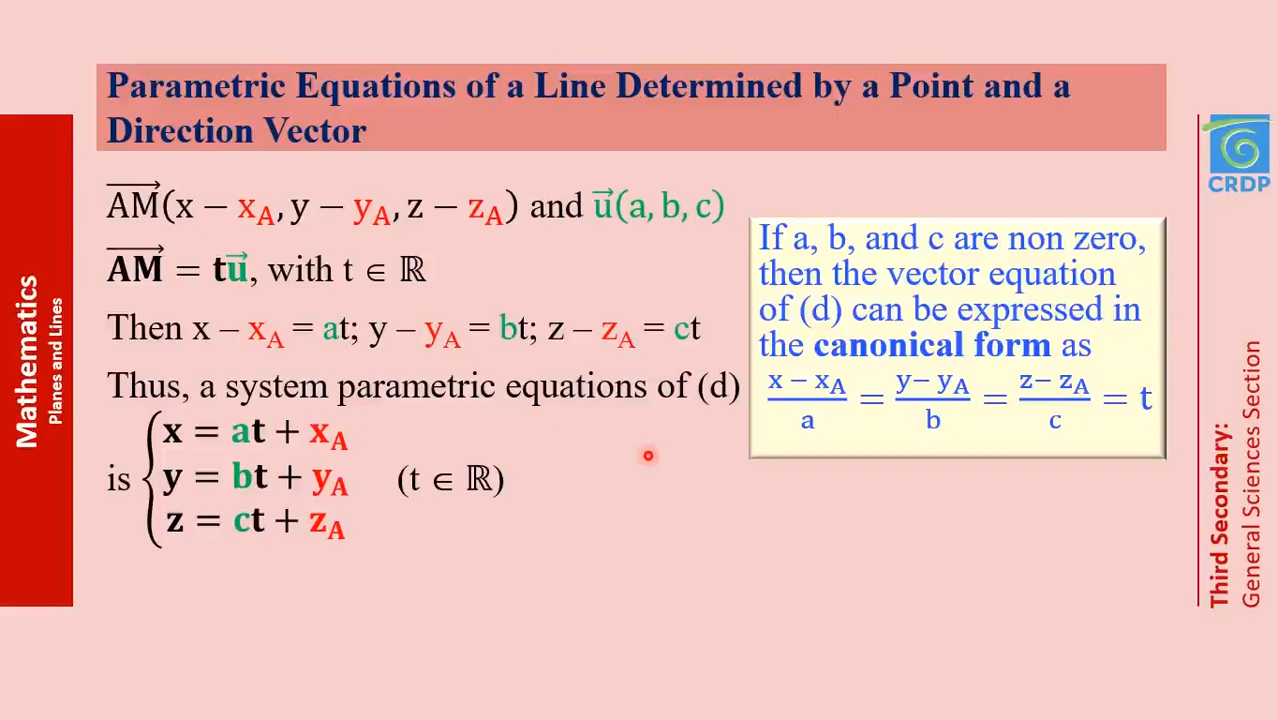 Parametric Equations of a Line Determined by a Point and a
Direction Vector
AM⃗(x − x_A, y − y_A, z − z_A) and u⃗(a, b, c)
AM⃗ = tu⃗, with t ∈ ℝ
Then x – x_A = at; y – y_A = bt; z – z_A = ct
Thus, a system parametric equations of (d)
is { x = at + x_A
y = bt + y_A (t ∈ ℝ)
z = ct + z_A
If a, b, and c are non zero,
then the vector equation
of (d) can be expressed in
the canonical form as
(x − x_A)/a = (y− y_A)/b = (z− z_A)/c = t
Mathematics
Planes and Lines
CRDP
Third Secondary:
General Sciences Section